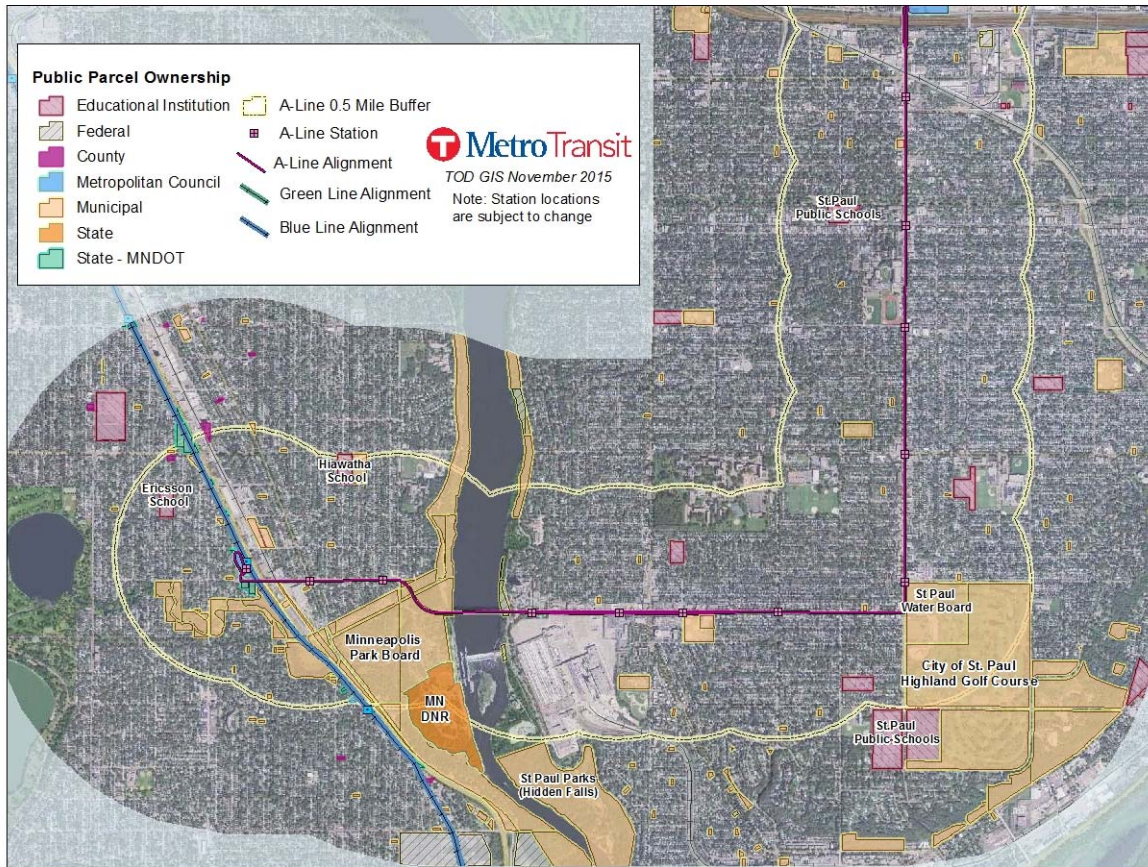 Public Parcel Ownership
Educational Institution
Federal
County
Metropolitan Council
Municipal
State
State - MNDOT
A-Line 0.5 Mile Buffer
A-Line Station
A-Line Alignment
Green Line Alignment
Blue Line Alignment
T MetroTransit
TOD GIS November 2015
Note: Station locations
are subject to change
St.Paul
Public Schools
Hiawatha
School
Ericsson
School
St Paul
Water Board
Minneapolis
Park Board
City of St. Paul
Highland Golf Course
MN
DNR
St.Paul
Public-Schools
St Paul Parks
(Hidden Falls)